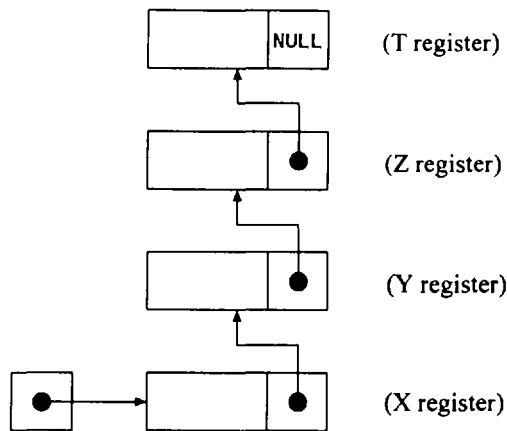 NULL (T register)
(Z register)
(Y register)
(X register)